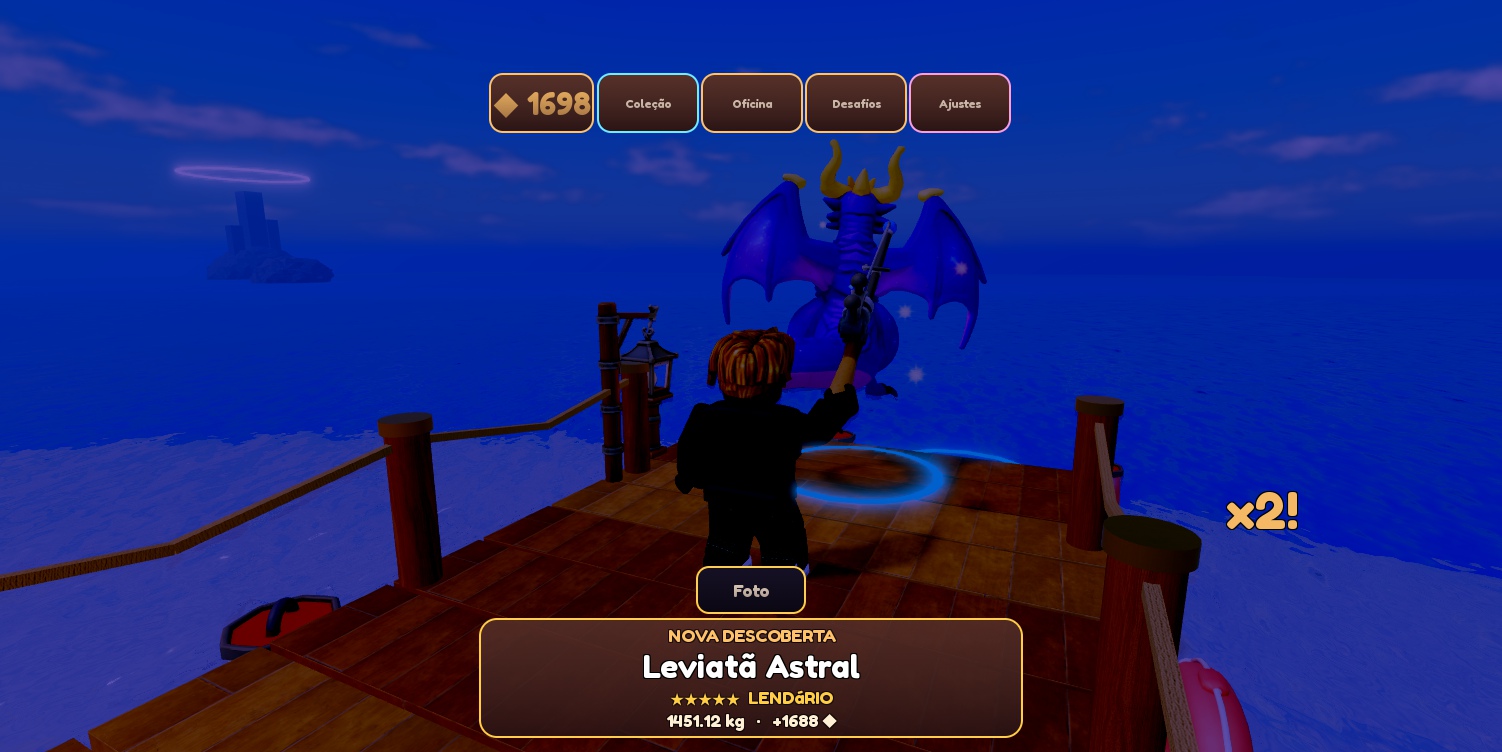 ◆ 1698
Coleção
Oficina
Desafios
Ajustes
x2!
Foto
NOVA DESCOBERTA
Leviatã Astral
★★★★★ LENDáRIO
1451.12 kg · +1688 ◆